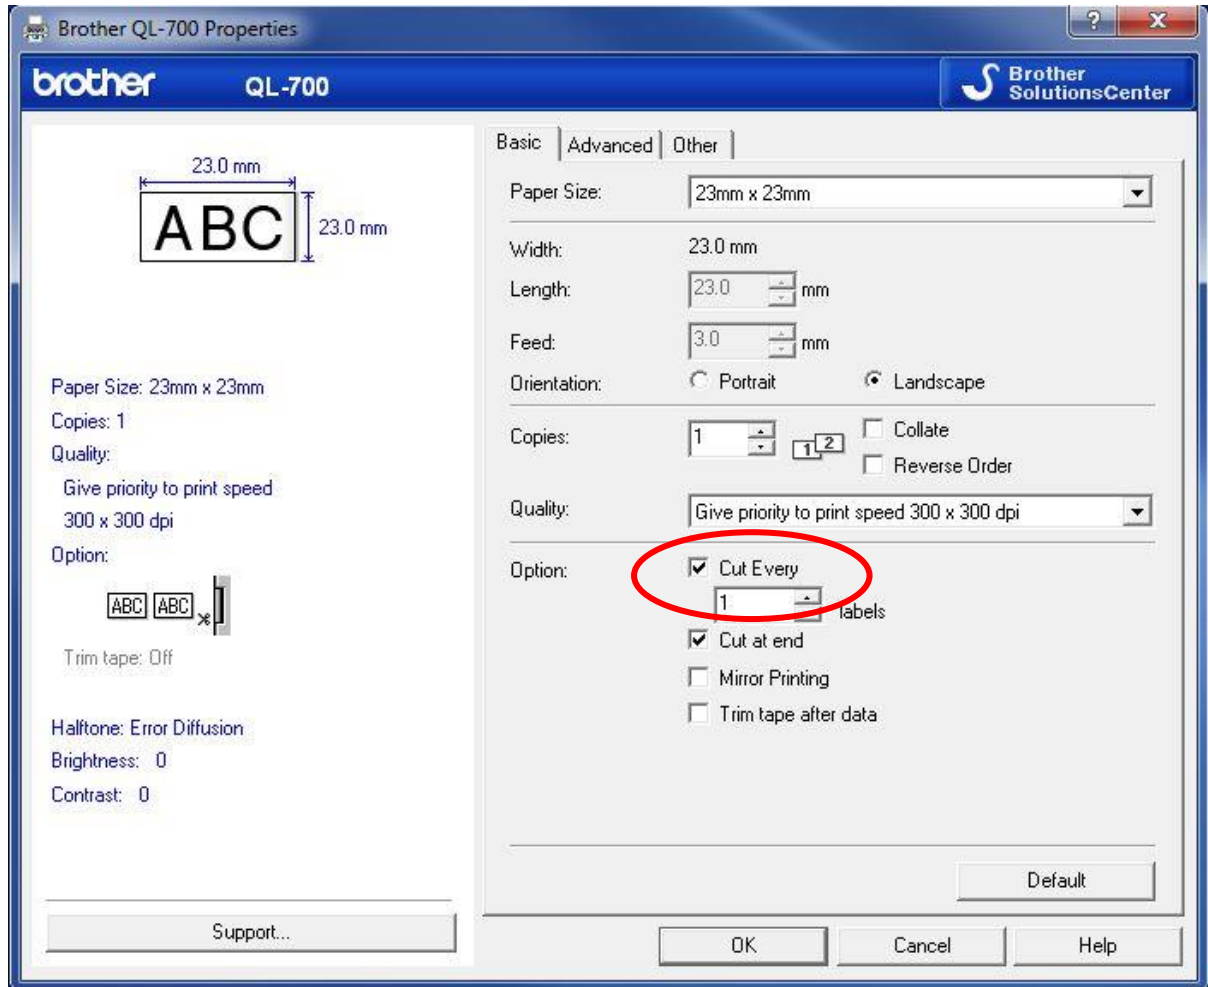 Brother QL-700 Properties
? X
brother QL-700 Brother
SolutionsCenter
23.0 mm
ABC
23.0 mm
Paper Size: 23mm x 23mm
Copies: 1
Quality:
Give priority to print speed
300 x 300 dpi
Option:
ABC ABC
Trim tape: Off
Halftone: Error Diffusion
Brightness: 0
Contrast: 0
Support...
Basic Advanced Other
Paper Size: 23mm x 23mm
Width: 23.0 mm
Length: 23.0 mm
Feed: 3.0 mm
Orientation: Portrait Landscape
Copies: 1 1 2 Collate
Reverse Order
Quality: Give priority to print speed 300 x 300 dpi
Option: Cut Every
1 labels
Cut at end
Mirror Printing
Trim tape after data
Default
OK Cancel Help